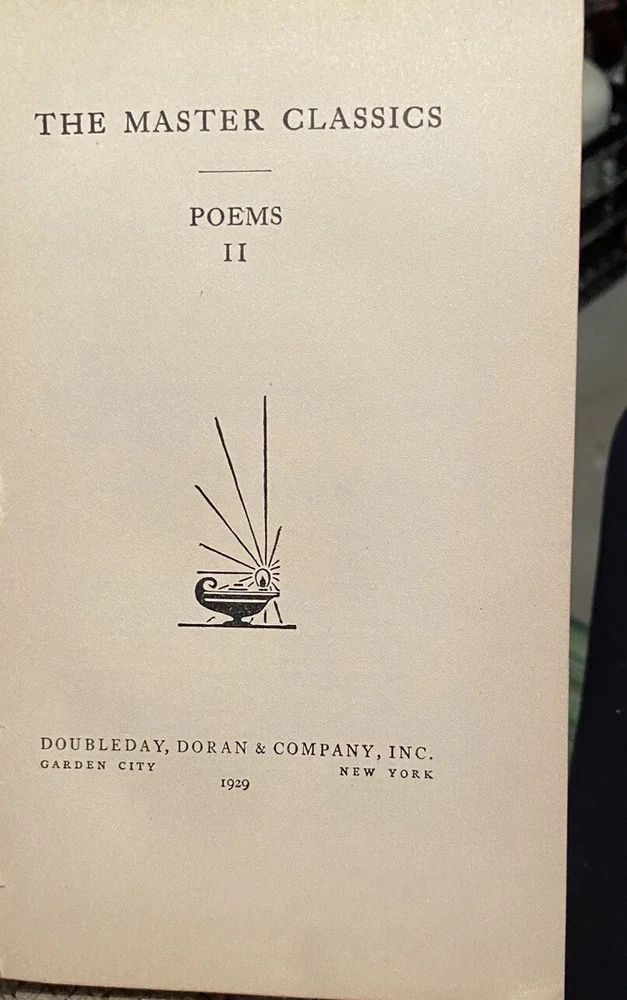 THE MASTER CLASSICS
POEMS
II
DOUBLEDAY, DORAN & COMPANY, INC.
GARDEN CITY NEW YORK
1929